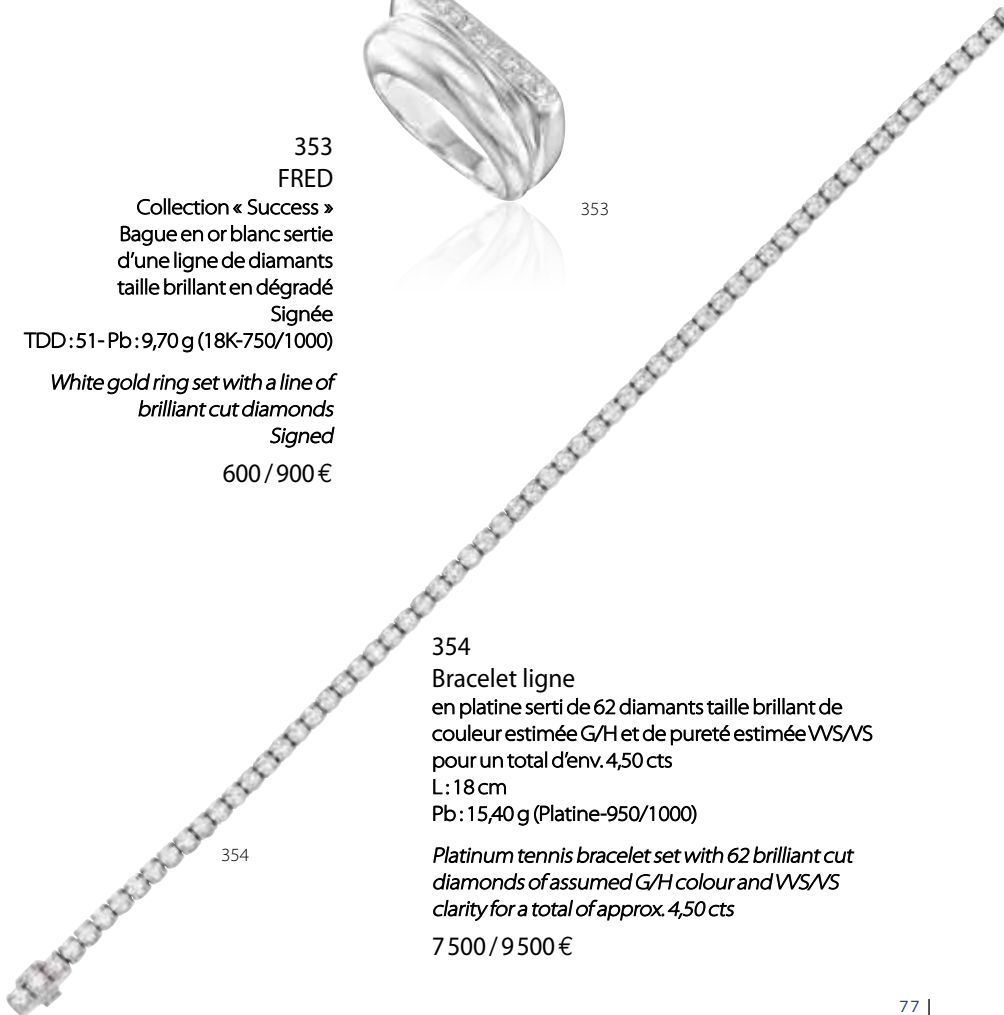 353
FRED
Collection « Success »
Bague en or blanc sertie
d’une ligne de diamants
taille brillant en dégradé
Signée
TDD : 51- Pb : 9,70 g (18K-750/1000)
White gold ring set with a line of
brilliant cut diamonds
Signed
600 / 900 €
353
354
Bracelet ligne
en platine serti de 62 diamants taille brillant de
couleur estimée G/H et de pureté estimée VVS/VS
pour un total d’env. 4,50 cts
L : 18 cm
Pb : 15,40 g (Platine-950/1000)
Platinum tennis bracelet set with 62 brilliant cut
diamonds of assumed G/H colour and VVS/VS
clarity for a total of approx. 4,50 cts
7 500 / 9 500 €
354
77 |